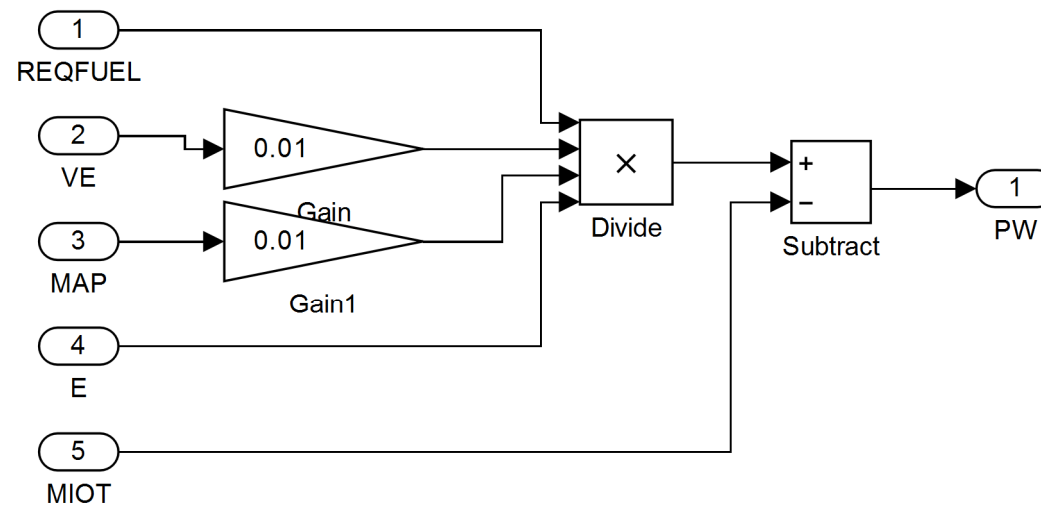 1
REQFUEL
2
VE
0.01
Gain
3
MAP
0.01
Gain1
4
E
5
MIOT
×
Divide
+
−
Subtract
1
PW